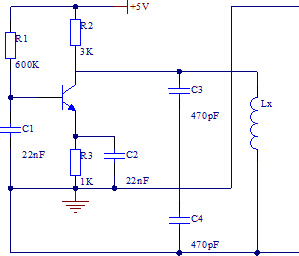 +5V
R1
600K
R2
3K
C3
470pF
Lx
C1
22nF
R3
1K
C2
22nF
C4
470pF